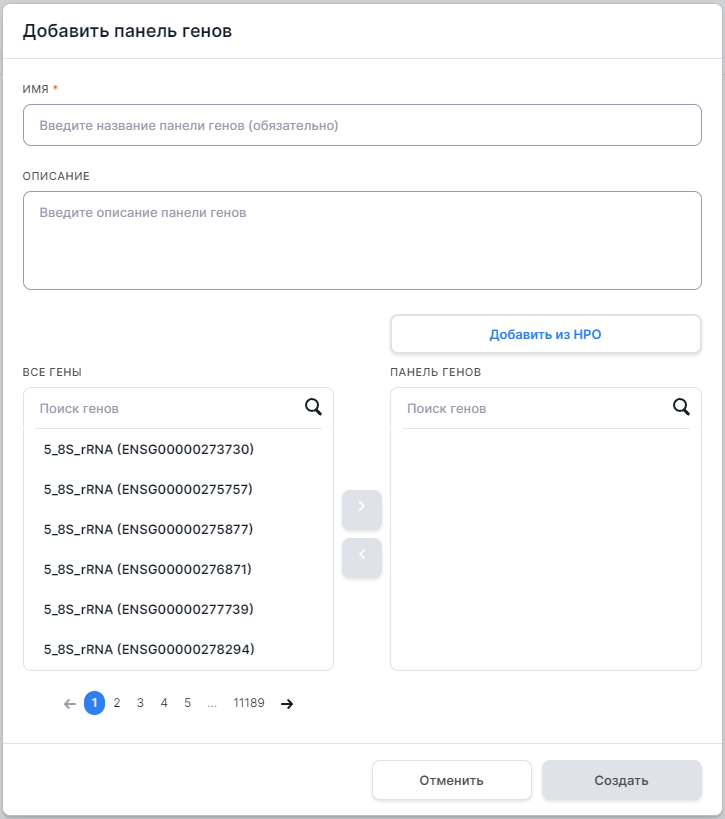 Добавить панель генов
ИМЯ *
Введите название панели генов (обязательно)
ОПИСАНИЕ
Введите описание панели генов
Добавить из HPO
ВСЕ ГЕНЫ
ПАНЕЛЬ ГЕНОВ
Поиск генов
Поиск генов
5_8S_rRNA (ENSG00000273730)
5_8S_rRNA (ENSG00000275757)
5_8S_rRNA (ENSG00000275877)
5_8S_rRNA (ENSG00000276871)
5_8S_rRNA (ENSG00000277739)
5_8S_rRNA (ENSG00000278294)
1 2 3 4 5 ... 11189
Отменить
Создать